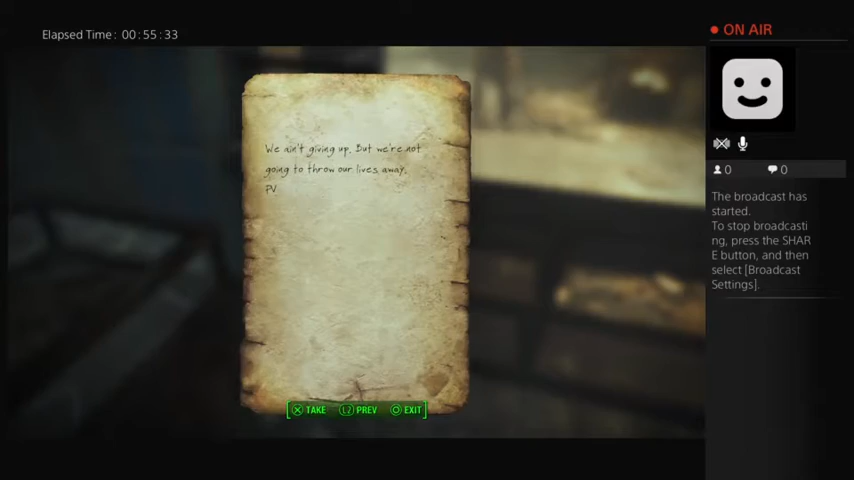 Elapsed Time : 00:55:33
ON AIR
We ain't giving up. But we're not
going to throw our lives away.
PV
0
0
The broadcast has
started.
To stop broadcasti
ng, press the SHAR
E button, and then
select [Broadcast
Settings].
TAKE L2 PREV EXIT